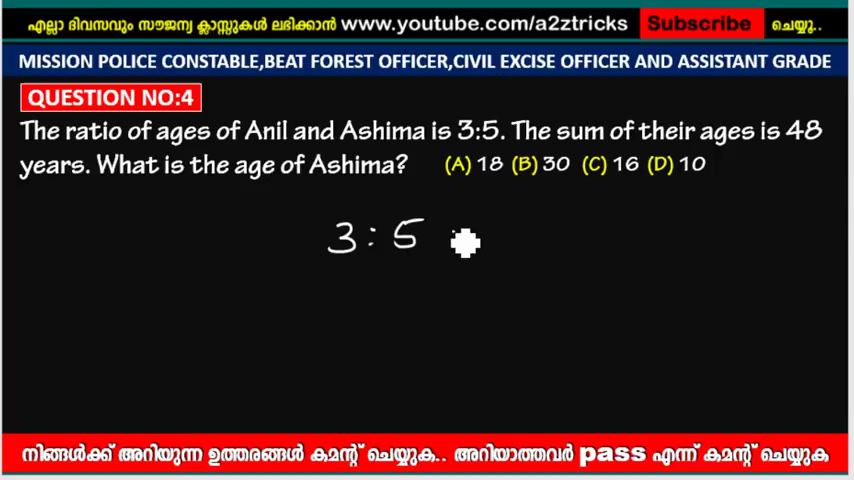 എല്ലാ ദിവസവും സൗജന്യ ക്ലാസ്സുകൾ ലഭിക്കാൻ www.youtube.com/a2ztricks Subscribe ചെയ്യൂ..
MISSION POLICE CONSTABLE,BEAT FOREST OFFICER,CIVIL EXCISE OFFICER AND ASSISTANT GRADE
QUESTION NO:4
The ratio of ages of Anil and Ashima is 3:5. The sum of their ages is 48
years. What is the age of Ashima? (A) 18 (B) 30 (C) 16 (D) 10
3:5
നിങ്ങൾക്ക് അറിയുന്ന ഉത്തരങ്ങൾ കമന്റ് ചെയ്യുക.. അറിയാത്തവർ pass എന്ന് കമന്റ് ചെയ്യുക